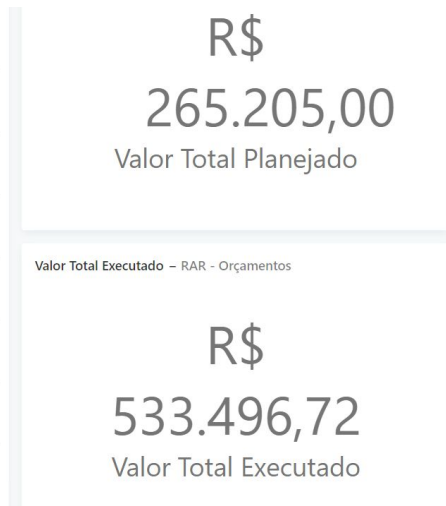 R$
265.205,00
Valor Total Planejado
Valor Total Executado – RAR - Orçamentos
R$
533.496,72
Valor Total Executado